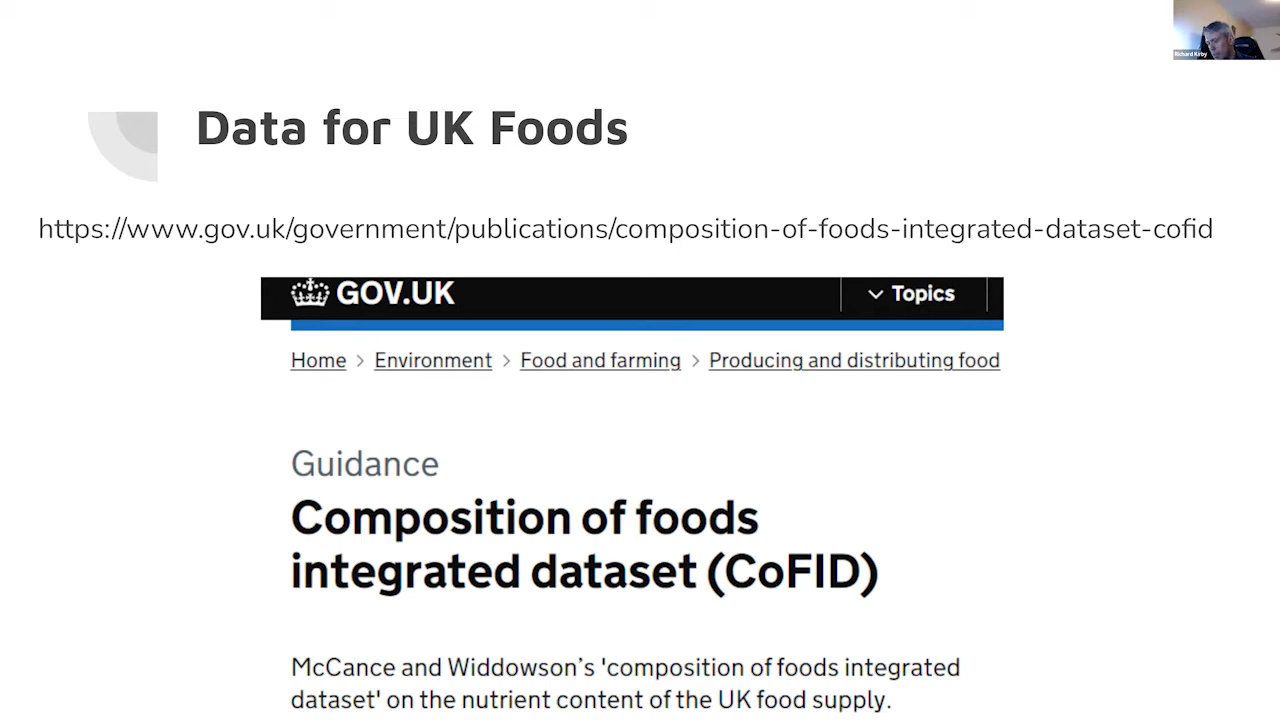 Richard Kirby
Data for UK Foods
https://www.gov.uk/government/publications/composition-of-foods-integrated-dataset-cofid
GOV.UK
Topics
Home > Environment > Food and farming > Producing and distributing food
Guidance
Composition of foods
integrated dataset (CoFID)
McCance and Widdowson’s 'composition of foods integrated
dataset' on the nutrient content of the UK food supply.